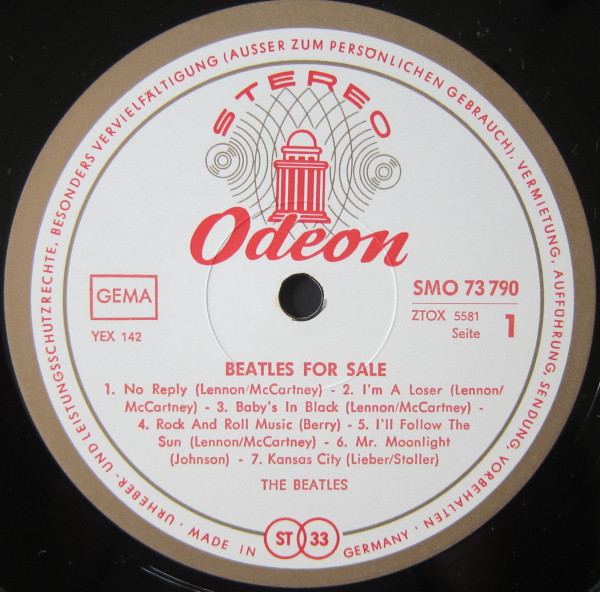 URHEBER- UND LEISTUNGSSCHUTZRECHTE, BESONDERS VERVIELFÄLTIGUNG (AUSSER ZUM PERSÖNLICHEN GEBRAUCH), VERMIETUNG, AUFFÜHRUNG, SENDUNG, VORBEHALTEN ·
STEREO
Odeon
GEMA
SMO 73 790
YEX 142
ZTOX 5581
Seite 1
BEATLES FOR SALE
1. No Reply (Lennon/McCartney) - 2. I'm A Loser (Lennon/
McCartney) - 3. Baby's In Black (Lennon/McCartney) -
4. Rock And Roll Music (Berry) - 5. I'll Follow The
Sun (Lennon/McCartney) - 6. Mr. Moonlight
(Johnson) - 7. Kansas City (Lieber/Stoller)
THE BEATLES
· MADE IN GERMANY ·
ST 33